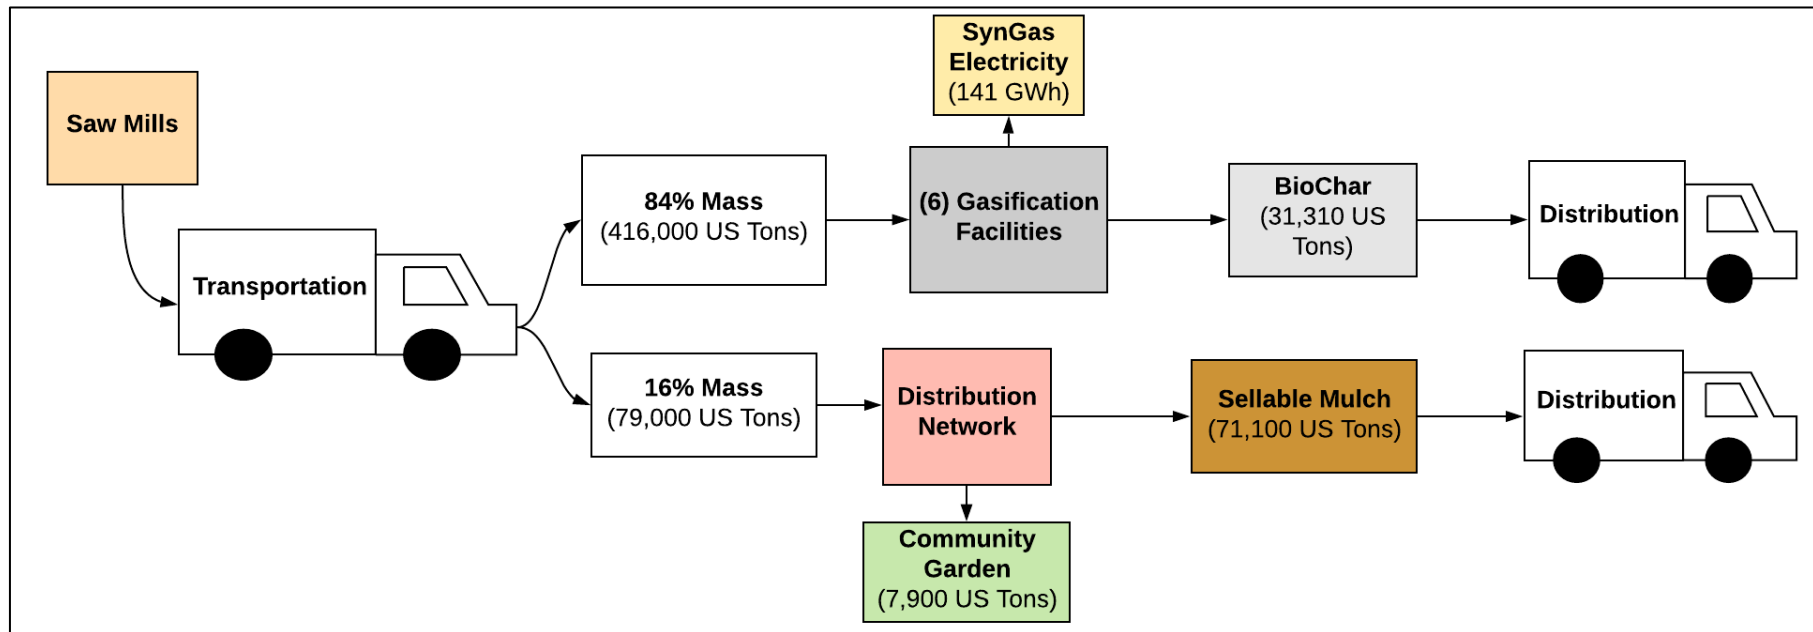 SynGas
Electricity
(141 GWh)
Saw Mills
84% Mass
(416,000 US Tons)
(6) Gasification
Facilities
BioChar
(31,310 US
Tons)
Distribution
Transportation
16% Mass
(79,000 US Tons)
Distribution
Network
Sellable Mulch
(71,100 US Tons)
Distribution
Community
Garden
(7,900 US Tons)